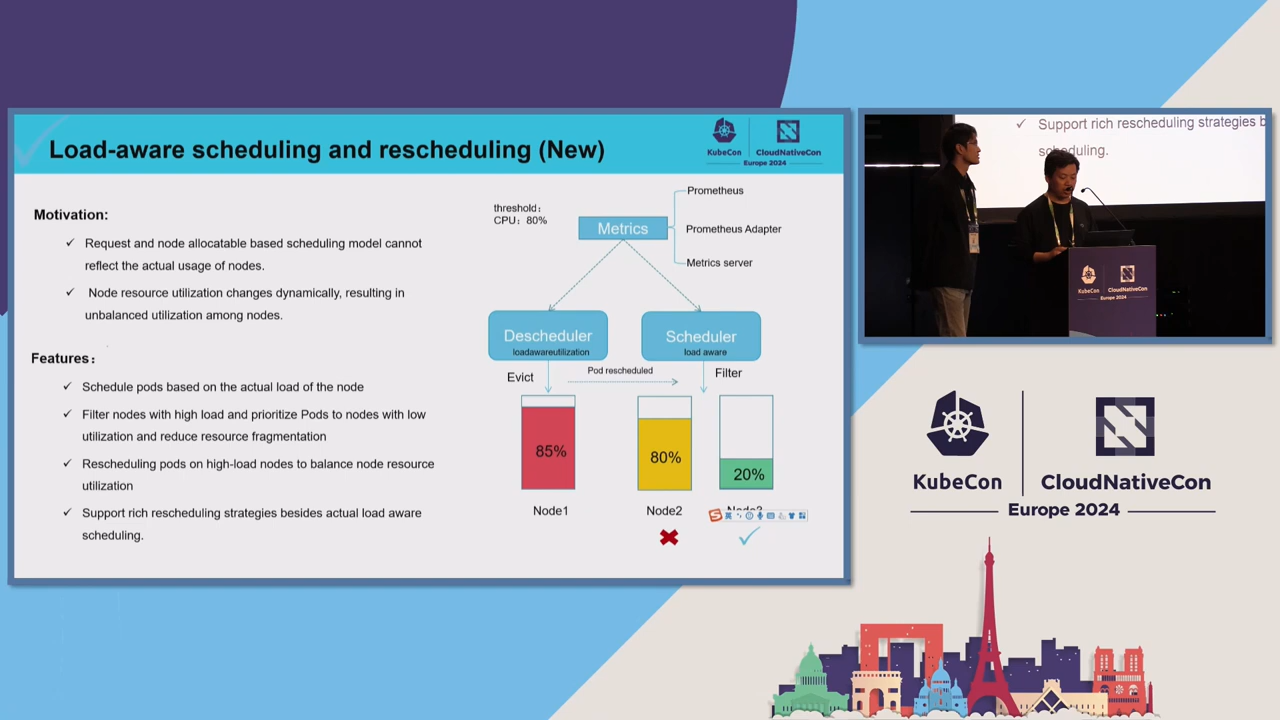 Load-aware scheduling and rescheduling (New)
KubeCon
CloudNativeCon
Europe 2024
Motivation:
✓ Request and node allocatable based scheduling model cannot
reflect the actual usage of nodes.
✓ Node resource utilization changes dynamically, resulting in
unbalanced utilization among nodes.
Features：
✓ Schedule pods based on the actual load of the node
✓ Filter nodes with high load and prioritize Pods to nodes with low
utilization and reduce resource fragmentation
✓ Rescheduling pods on high-load nodes to balance node resource
utilization
✓ Support rich rescheduling strategies besides actual load aware
scheduling.
threshold：
CPU：80%
Metrics
Prometheus
Prometheus Adapter
Metrics server
Descheduler
loadawareutilization
Scheduler
load aware
Evict
Pod rescheduled
Filter
85%
80%
20%
Node1
Node2
✓ Support rich rescheduling strategies b
scheduling.
KubeCon
CloudNativeCon
Europe 2024
KubeCon
CloudNativeCon
Europe 2024